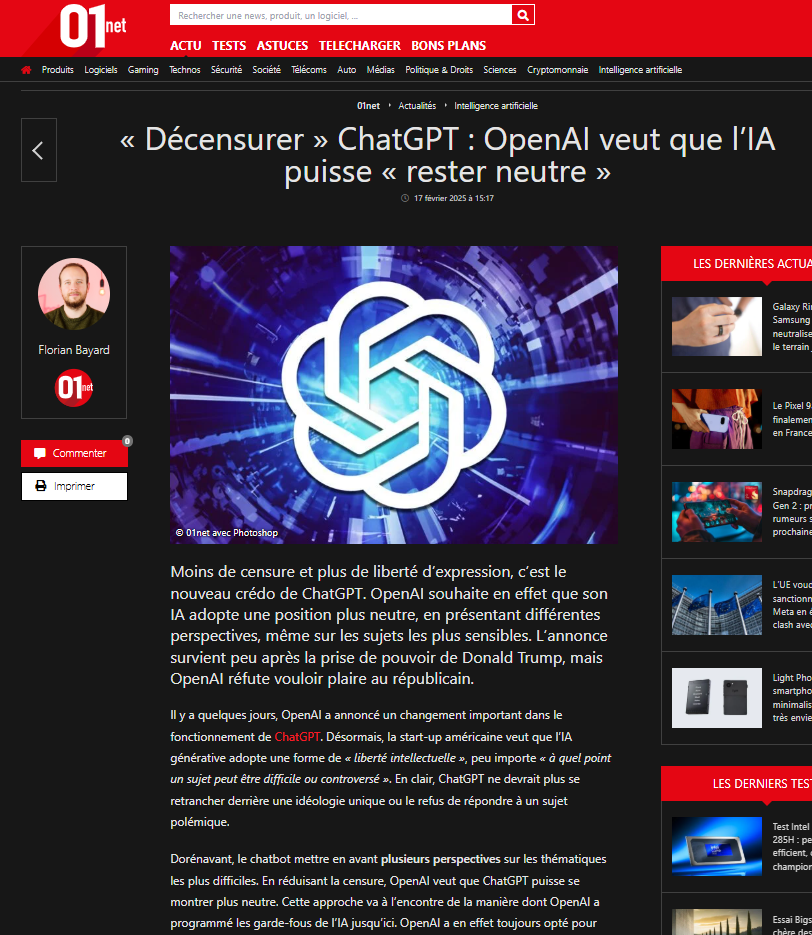 01net
Rechercher une news, produit, un logiciel, ...
ACTU TESTS ASTUCES TELECHARGER BONS PLANS
Produits Logiciels Gaming Technos Sécurité Société Télécoms Auto Médias Politique & Droits Sciences Cryptomonnaie Intelligence artificielle
01net Actualités Intelligence artificielle
« Décensurer » ChatGPT : OpenAI veut que l’IA
puisse « rester neutre »
17 février 2025 à 15:17
Florian Bayard
01net
0
Commenter
Imprimer
© 01net avec Photoshop
Moins de censure et plus de liberté d’expression, c’est le
nouveau crédo de ChatGPT. OpenAI souhaite en effet que son
IA adopte une position plus neutre, en présentant différentes
perspectives, même sur les sujets les plus sensibles. L’annonce
survient peu après la prise de pouvoir de Donald Trump, mais
OpenAI réfute vouloir plaire au républicain.
Il y a quelques jours, OpenAI a annoncé un changement important dans le
fonctionnement de ChatGPT. Désormais, la start-up américaine veut que l’IA
générative adopte une forme de « liberté intellectuelle », peu importe « à quel point
un sujet peut être difficile ou controversé ». En clair, ChatGPT ne devrait plus se
retrancher derrière une idéologie unique ou le refus de répondre à un sujet
polémique.
Dorénavant, le chatbot mettre en avant plusieurs perspectives sur les thématiques
les plus difficiles. En réduisant la censure, OpenAI veut que ChatGPT puisse se
montrer plus neutre. Cette approche va à l’encontre de la manière dont OpenAI a
programmé les garde-fous de l’IA jusqu’ici. OpenAI a en effet toujours opté pour
LES DERNIÈRES ACTUA
Galaxy Rin
Samsung
neutralise
le terrain
Le Pixel 9
finalemen
en France
Snapdrag
Gen 2 : pr
rumeurs s
prochaine
L’UE voud
sanctionn
Meta en é
clash avec
Light Pho
smartpho
minimalis
très envie
LES DERNIERS TEST
Test Intel
285H : pe
efficient, 
champion
Essai Bigs
chère des